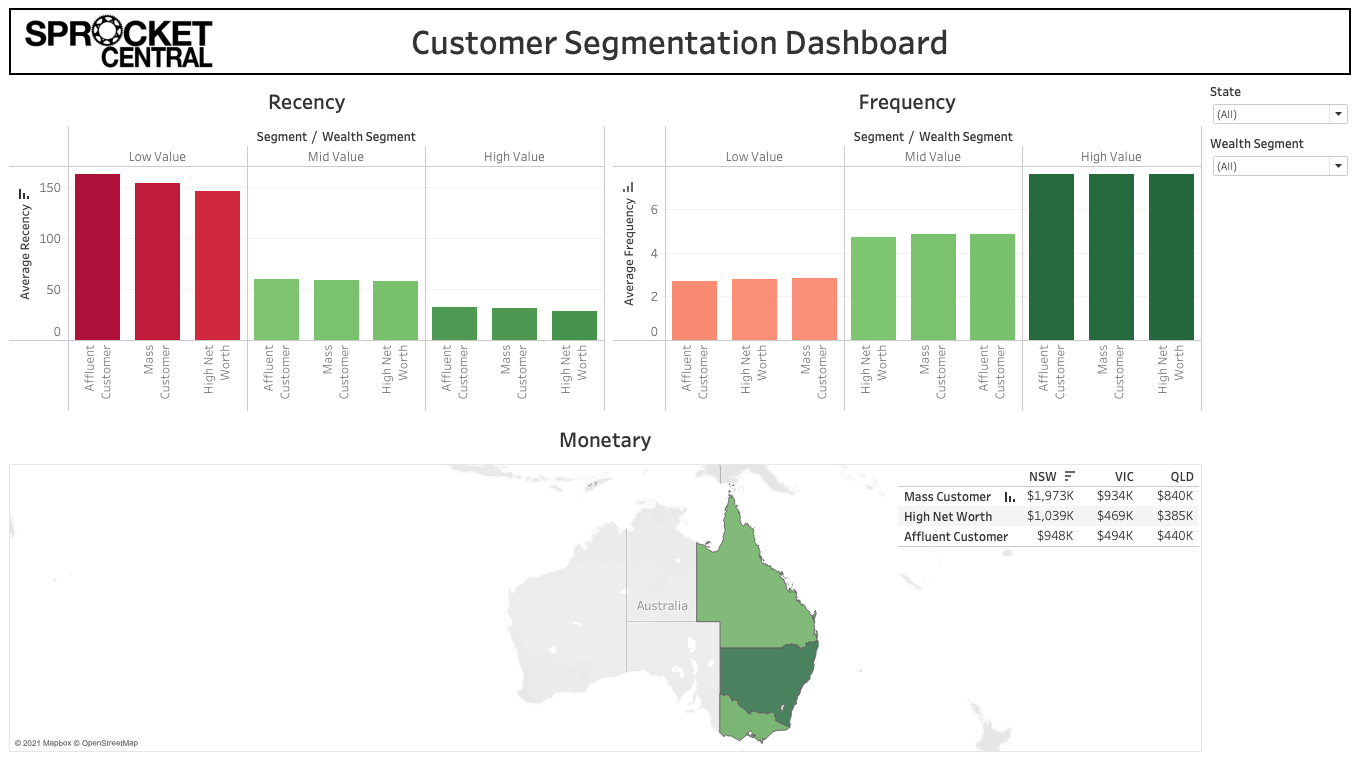 SPROCKET
CENTRAL
Customer Segmentation Dashboard
Recency
Segment / Wealth Segment
Low Value
Mid Value
High Value
Average Recency
150
100
50
0
Affluent
Customer
Mass
Customer
High Net
Worth
Affluent
Customer
Mass
Customer
High Net
Worth
Affluent
Customer
Mass
Customer
High Net
Worth
Frequency
Segment / Wealth Segment
Low Value
Mid Value
High Value
Average Frequency
6
4
2
0
Affluent
Customer
High Net
Worth
Mass
Customer
High Net
Worth
Mass
Customer
Affluent
Customer
Affluent
Customer
Mass
Customer
High Net
Worth
State
(All)
Wealth Segment
(All)
Monetary
NSW VIC QLD
Mass Customer $1,973K $934K $840K
High Net Worth $1,039K $469K $385K
Affluent Customer $948K $494K $440K
Australia
© 2021 Mapbox © OpenStreetMap